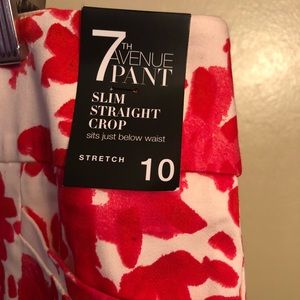 7TH
AVENUE
PANT
SLIM
STRAIGHT
CROP
sits just below waist
STRETCH 10